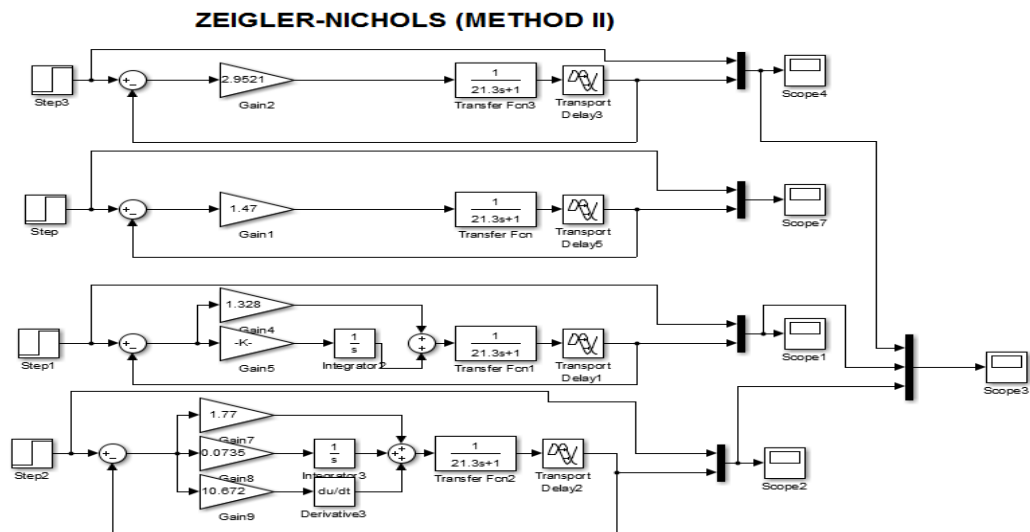 ZEIGLER-NICHOLS (METHOD II)
Step3
+
−
2.9521
Gain2
1
21.3s+1
Transfer Fcn3
Transport
Delay3
Scope4
Step
+
−
1.47
Gain1
1
21.3s+1
Transfer Fcn
Transport
Delay5
Scope7
Step1
+
−
1.328
Gain4
-K-
Gain5
1
s
Integrator2
+
+
1
21.3s+1
Transfer Fcn1
Transport
Delay1
Scope1
Scope3
Step2
+
−
1.77
Gain7
0.0735
Gain8
1
s
Integrator3
10.672
Gain9
du/dt
Derivative3
+
+
+
1
21.3s+1
Transfer Fcn2
Transport
Delay2
Scope2